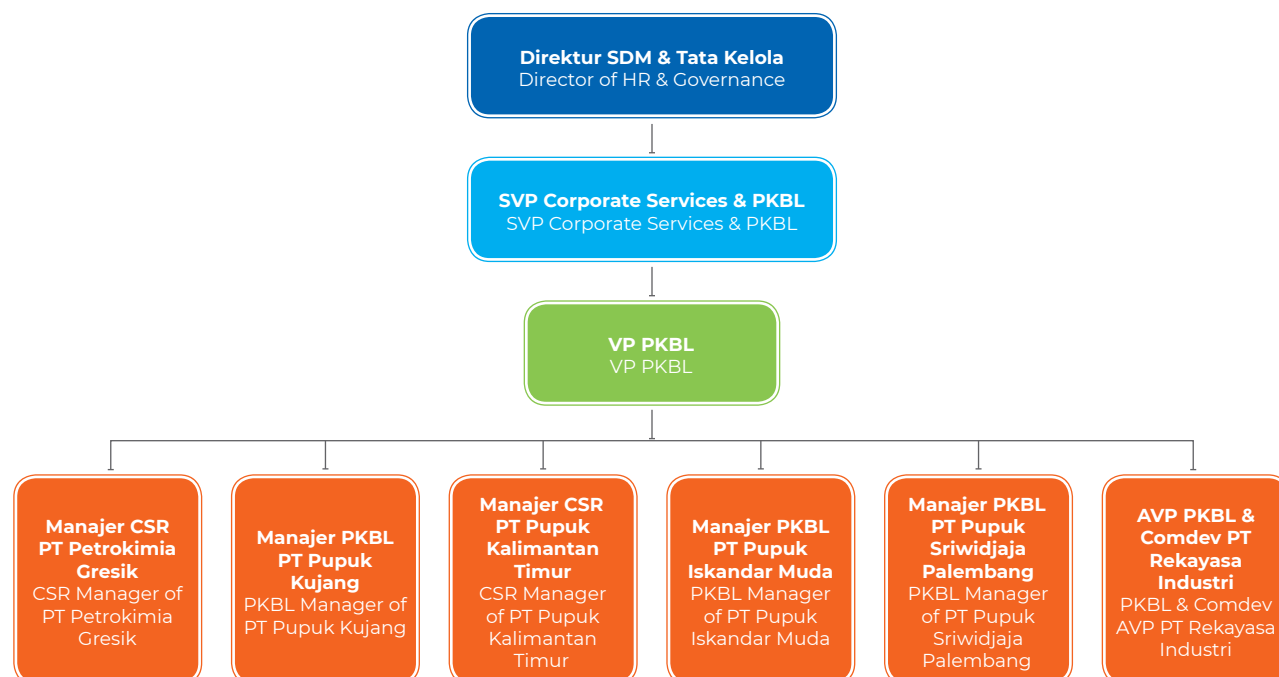 Direktur SDM & Tata Kelola
Director of HR & Governance
SVP Corporate Services & PKBL
SVP Corporate Services & PKBL
VP PKBL
VP PKBL
Manajer CSR
PT Petrokimia
Gresik
CSR Manager of
PT Petrokimia
Gresik
Manajer PKBL
PT Pupuk
Kujang
PKBL Manager of
PT Pupuk Kujang
Manajer CSR
PT Pupuk
Kalimantan
Timur
CSR Manager
of PT Pupuk
Kalimantan
Timur
Manajer PKBL
PT Pupuk
Iskandar Muda
PKBL Manager
of PT Pupuk
Iskandar Muda
Manajer PKBL
PT Pupuk
Sriwidjaja
Palembang
PKBL Manager
of PT Pupuk
Sriwidjaja
Palembang
AVP PKBL &
Comdev PT
Rekayasa
Industri
PKBL & Comdev
AVP PT Rekayasa
Industri